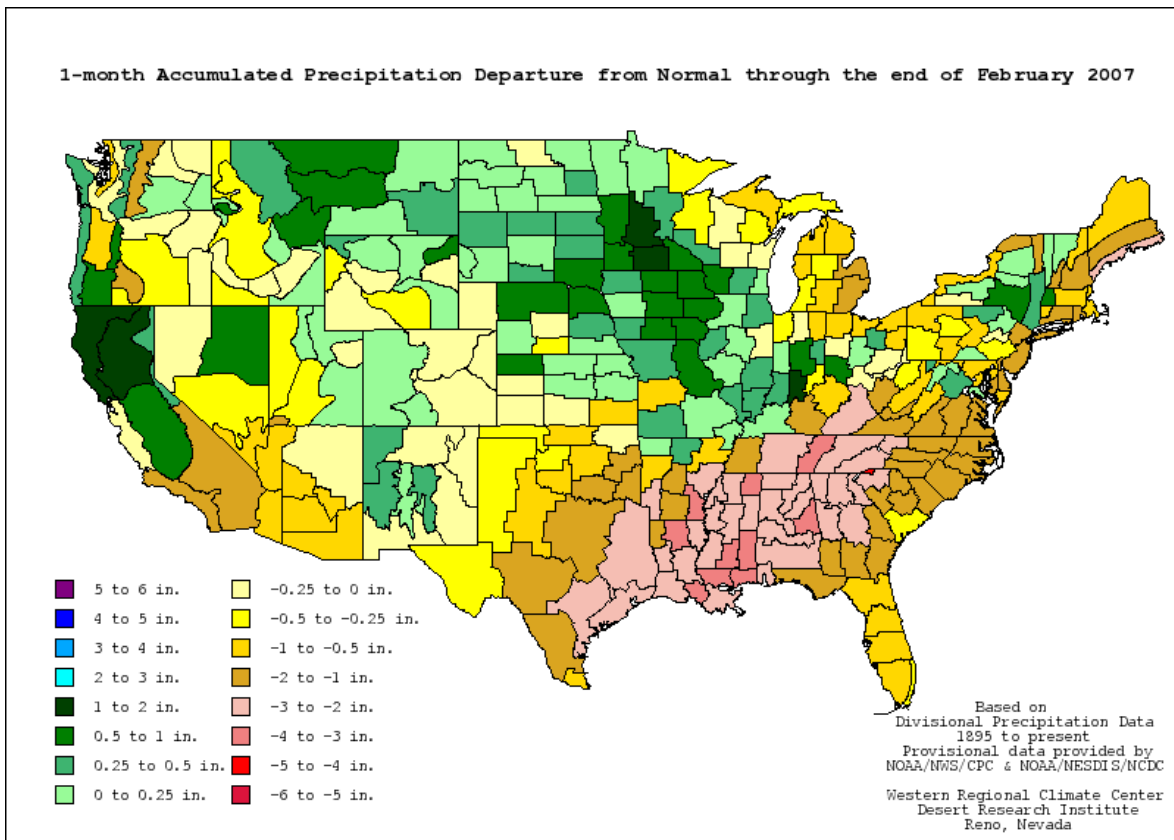 1-month Accumulated Precipitation Departure from Normal through the end of February 2007
5 to 6 in.
4 to 5 in.
3 to 4 in.
2 to 3 in.
1 to 2 in.
0.5 to 1 in.
0.25 to 0.5 in.
0 to 0.25 in.
-0.25 to 0 in.
-0.5 to -0.25 in.
-1 to -0.5 in.
-2 to -1 in.
-3 to -2 in.
-4 to -3 in.
-5 to -4 in.
-6 to -5 in.
Based on
Divisional Precipitation Data
1895 to present
Provisional data provided by
NOAA/NWS/CPC & NOAA/NESDIS/NCDC
Western Regional Climate Center
Desert Research Institute
Reno, Nevada